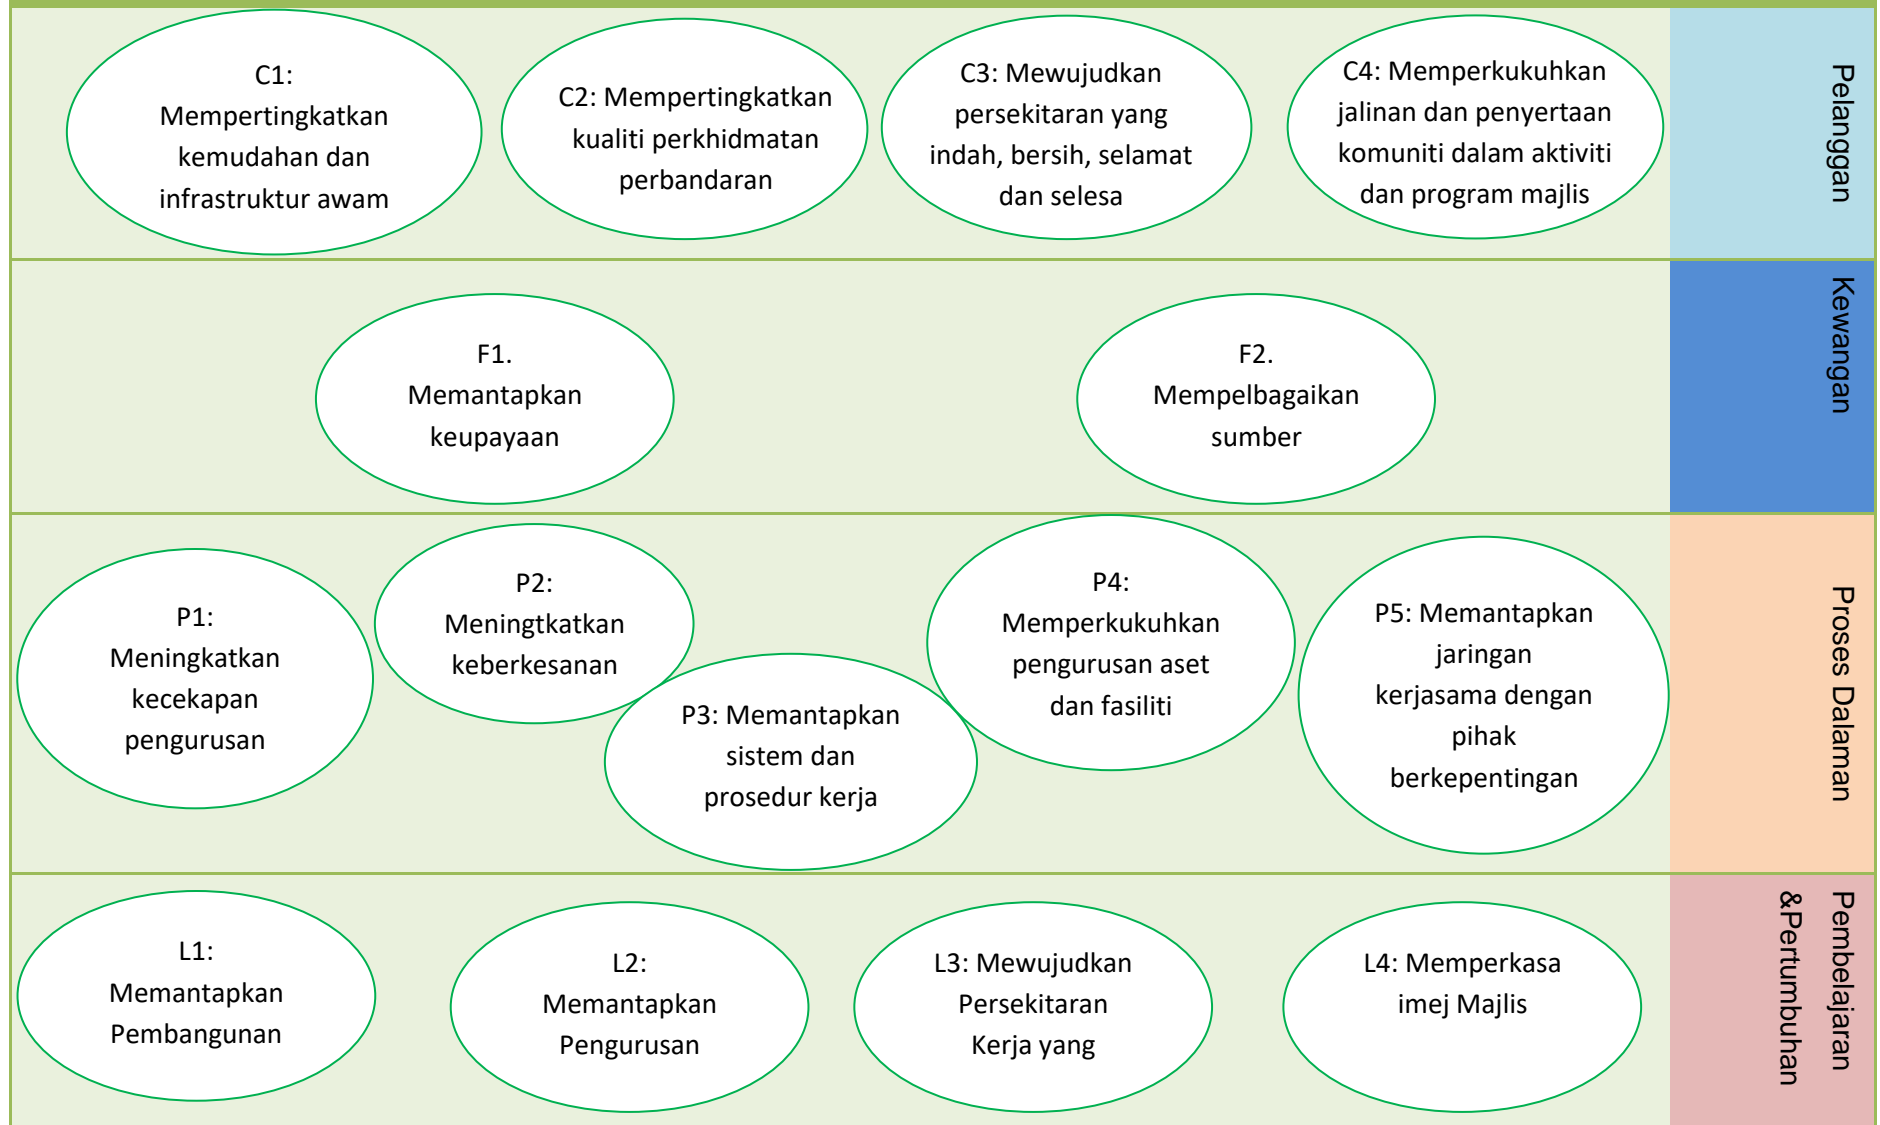 C1:
Mempertingkatkan
kemudahan dan
infrastruktur awam
C2: Mempertingkatkan
kualiti perkhidmatan
perbandaran
C3: Mewujudkan
persekitaran yang
indah, bersih, selamat
dan selesa
C4: Memperkukuhkan
jalinan dan penyertaan
komuniti dalam aktiviti
dan program majlis
Pelanggan
F1.
Memantapkan
keupayaan
F2.
Mempelbagaikan
sumber
Kewangan
P1:
Meningkatkan
kecekapan
pengurusan
P2:
Meningtkatkan
keberkesanan
P3: Memantapkan
sistem dan
prosedur kerja
P4:
Memperkukuhkan
pengurusan aset
dan fasiliti
P5: Memantapkan
jaringan
kerjasama dengan
pihak
berkepentingan
Proses Dalaman
L1:
Memantapkan
Pembangunan
L2:
Memantapkan
Pengurusan
L3: Mewujudkan
Persekitaran
Kerja yang
L4: Memperkasa
imej Majlis
Pembelajaran
&Pertumbuhan